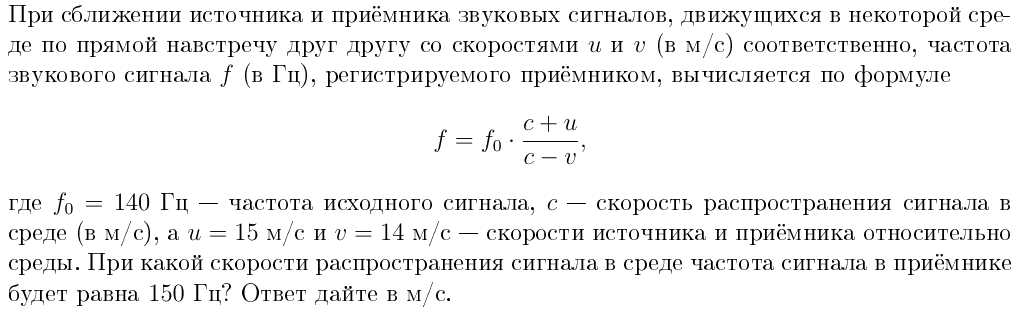 При сближении источника и приёмника звуковых сигналов, движущихся в некоторой сре-
де по прямой навстречу друг другу со скоростями u и v (в м/с) соответственно, частота
звукового сигнала f (в Гц), регистрируемого приёмником, вычисляется по формуле
f = f₀ · (c + u)/(c − v),
где f₀ = 140 Гц — частота исходного сигнала, c — скорость распространения сигнала в
среде (в м/с), а u = 15 м/с и v = 14 м/с — скорости источника и приёмника относительно
среды. При какой скорости распространения сигнала в среде частота сигнала в приёмнике
будет равна 150 Гц? Ответ дайте в м/с.